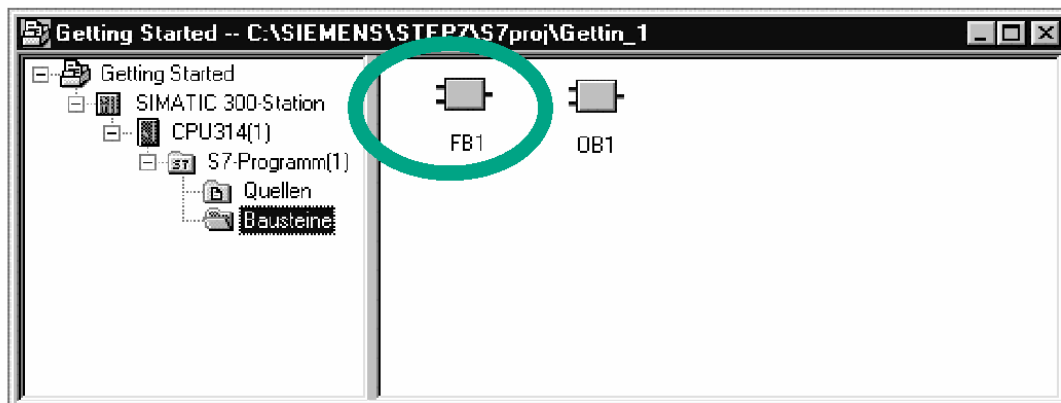 Getting Started -- C:\SIEMENS\STEP7\S7proj\Gettin_1
Getting Started
SIMATIC 300-Station
CPU314(1)
S7-Programm(1)
Quellen
Bausteine
FB1
OB1